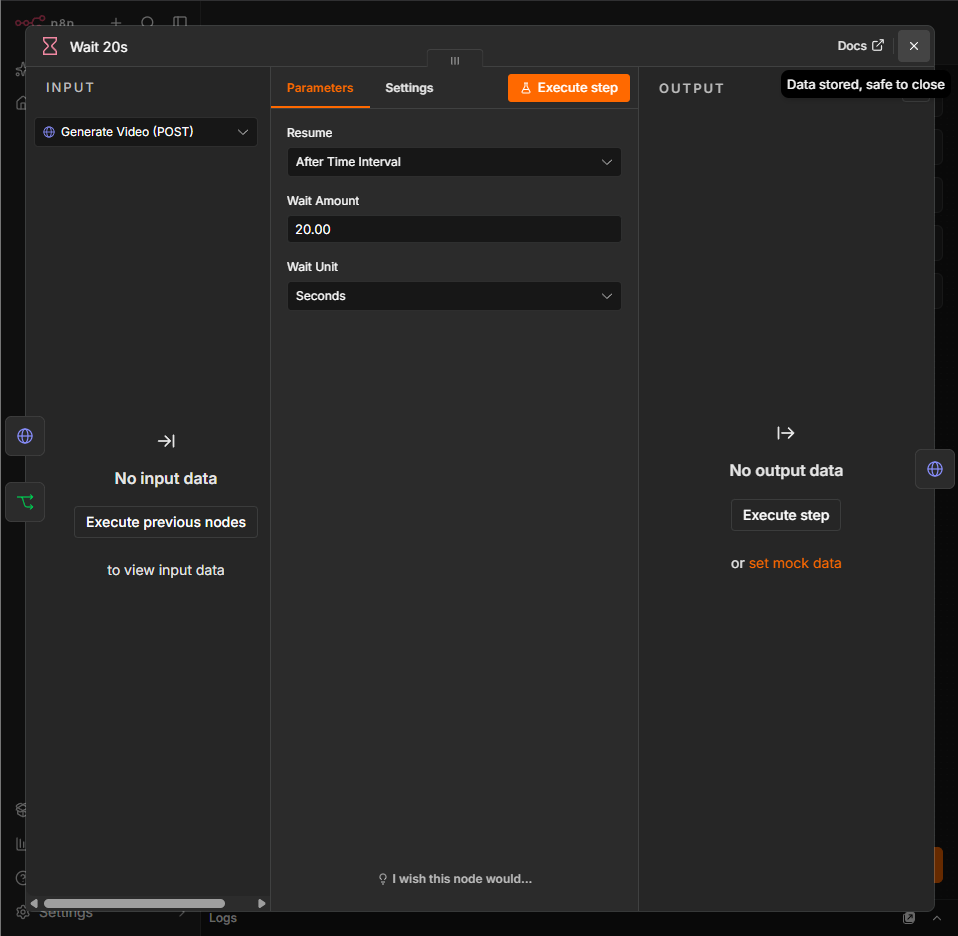 n8n
Wait 20s
Docs
Data stored, safe to close
INPUT
Generate Video (POST)
No input data
Execute previous nodes
to view input data
Parameters
Settings
Execute step
Resume
After Time Interval
Wait Amount
20.00
Wait Unit
Seconds
I wish this node would...
OUTPUT
No output data
Execute step
or set mock data
Settings
Logs